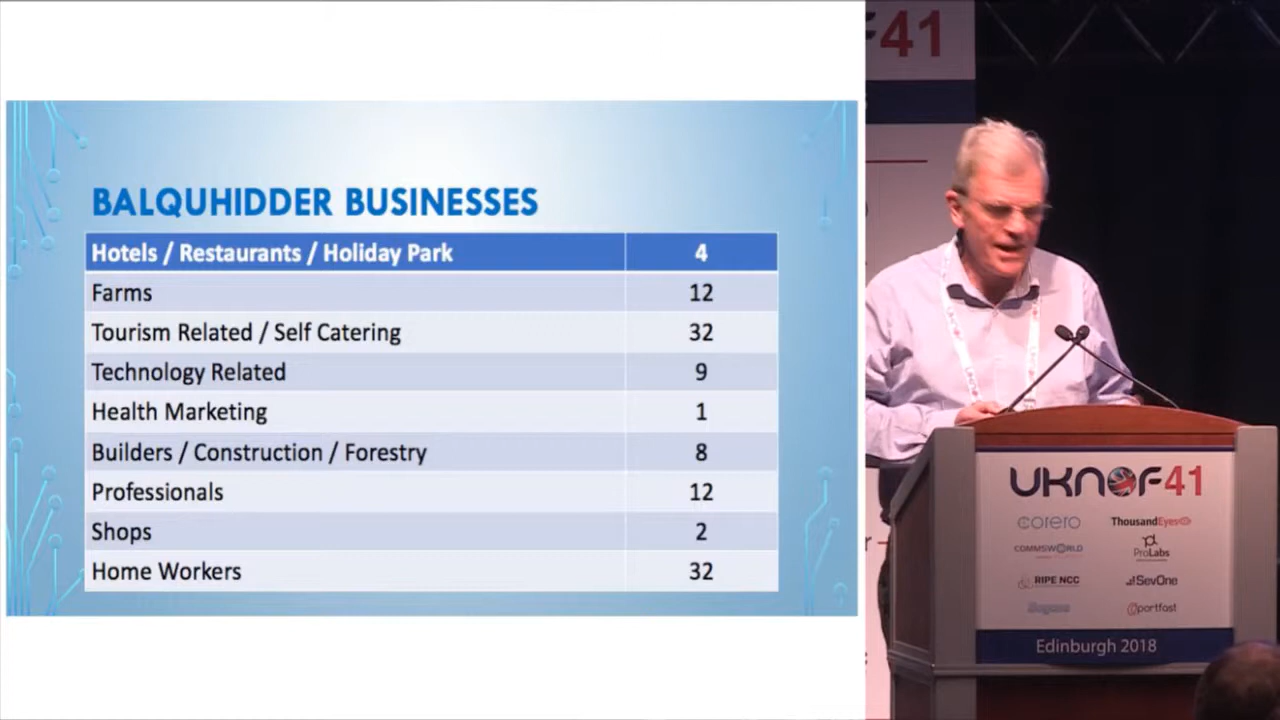 BALQUHIDDER BUSINESSES
Hotels / Restaurants / Holiday Park 4
Farms 12
Tourism Related / Self Catering 32
Technology Related 9
Health Marketing 1
Builders / Construction / Forestry 8
Professionals 12
Shops 2
Home Workers 32
41
UKNOF41
corero ThousandEyes
COMMSWORLD ProLabs
RIPE NCC SevOne
portfast
Edinburgh 2018